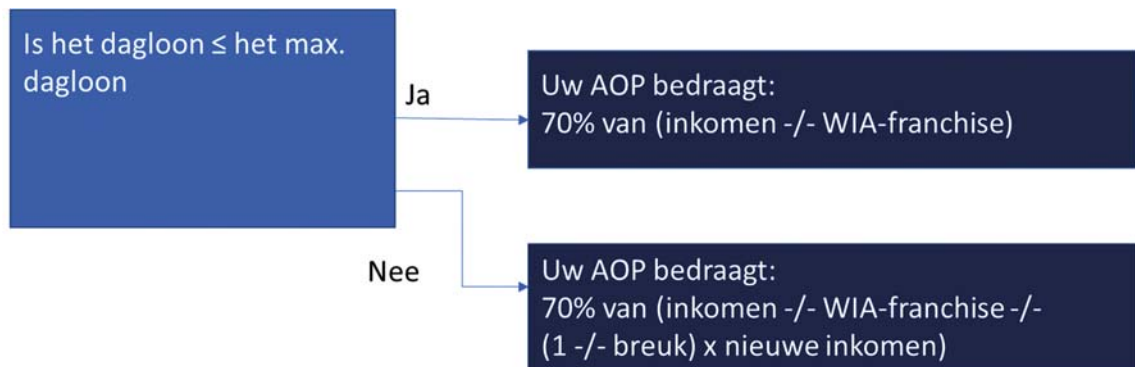 Is het dagloon ≤ het max.
dagloon
Ja
Uw AOP bedraagt:
70% van (inkomen -/- WIA-franchise)
Nee
Uw AOP bedraagt:
70% van (inkomen -/- WIA-franchise -/-
(1 -/- breuk) x nieuwe inkomen)